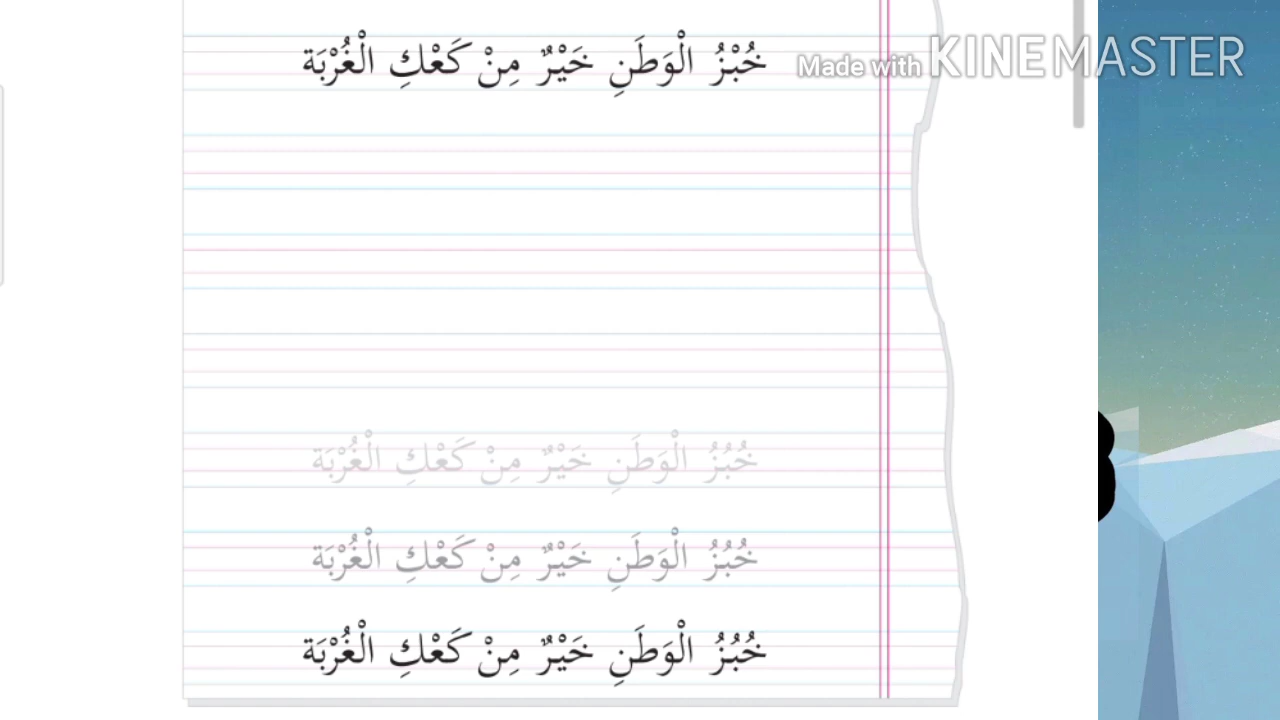 خُبْزُ الْوَطَنِ خَيْرٌ مِنْ كَعْكِ الْغُرْبَة
Made with KINEMASTER
خُبُزُ الْوَطَنِ خَيْرٌ مِنْ كَعْكِ الْغُرْبَة
خُبُزُ الْوَطَنِ خَيْرٌ مِنْ كَعْكِ الْغُرْبَة
خُبُزُ الْوَطَنِ خَيْرٌ مِنْ كَعْكِ الْغُرْبَة